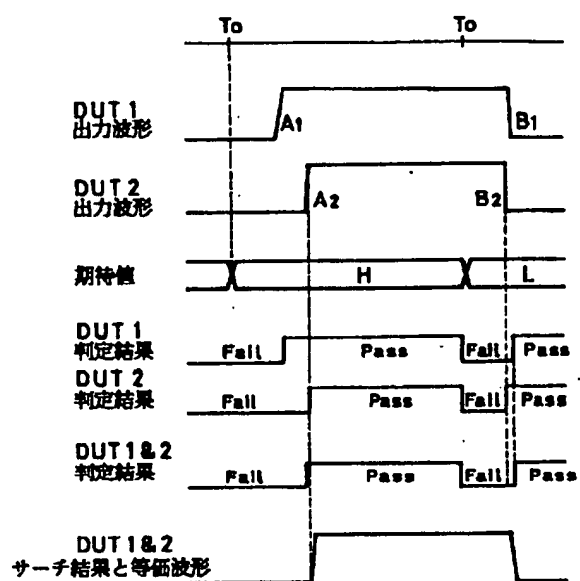 To To
DUT 1
出力波形
A1 B1
DUT 2
出力波形
A2 B2
期待値 H L
DUT 1
判定結果 Fail Pass Fail Pass
DUT 2
判定結果 Fail Pass Fail Pass
DUT 1&2
判定結果 Fail Pass Fail Pass
DUT 1&2
サーチ結果と等価波形